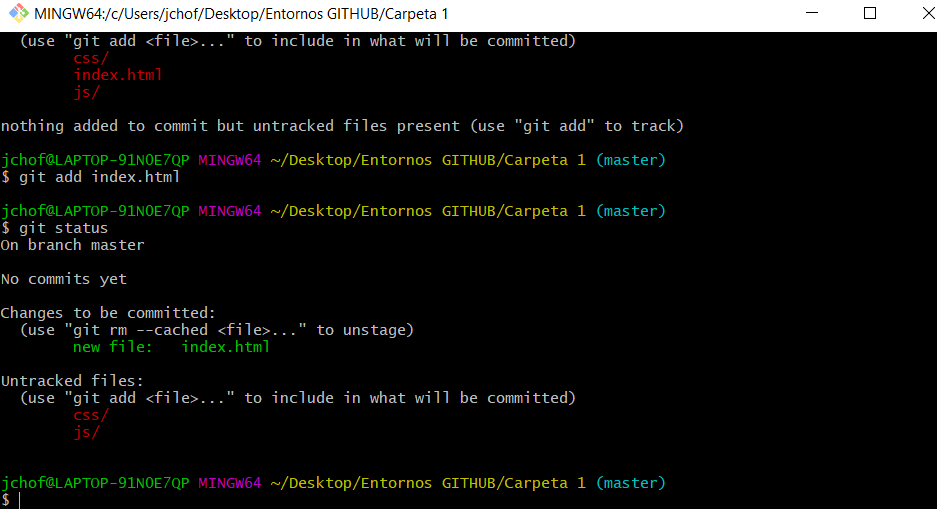 MINGW64:/c/Users/jchof/Desktop/Entornos GITHUB/Carpeta 1
(use "git add <file>..." to include in what will be committed)
css/
index.html
js/
nothing added to commit but untracked files present (use "git add" to track)
jchof@LAPTOP-91NOE7QP MINGW64 ~/Desktop/Entornos GITHUB/Carpeta 1 (master)
$ git add index.html
jchof@LAPTOP-91NOE7QP MINGW64 ~/Desktop/Entornos GITHUB/Carpeta 1 (master)
$ git status
On branch master
No commits yet
Changes to be committed:
(use "git rm --cached <file>..." to unstage)
new file:   index.html
Untracked files:
(use "git add <file>..." to include in what will be committed)
css/
js/
jchof@LAPTOP-91NOE7QP MINGW64 ~/Desktop/Entornos GITHUB/Carpeta 1 (master)
$